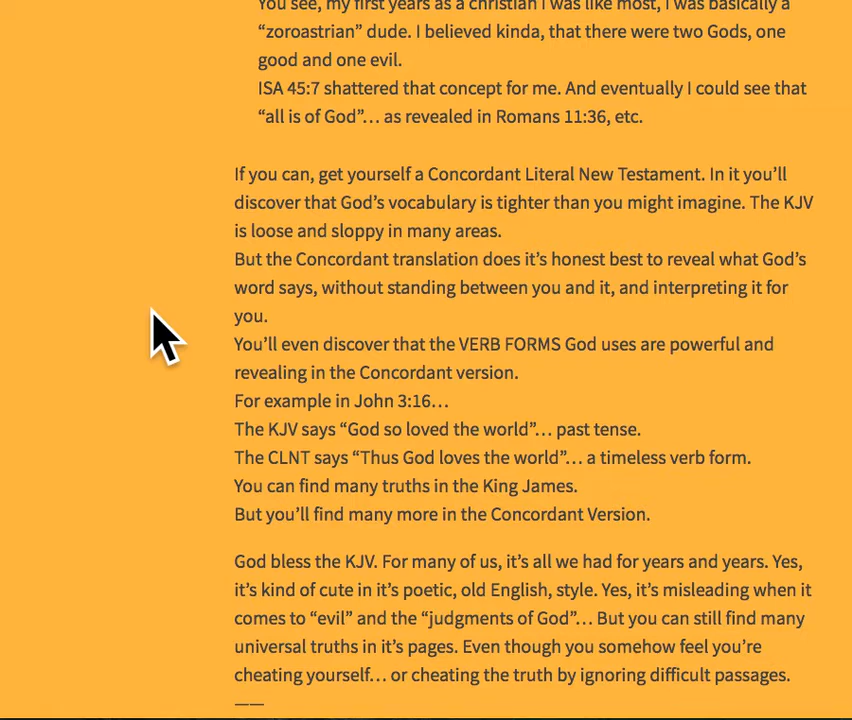 You see, my first years as a christian I was like most, I was basically a
“zoroastrian” dude. I believed kinda, that there were two Gods, one
good and one evil.
ISA 45:7 shattered that concept for me. And eventually I could see that
“all is of God”… as revealed in Romans 11:36, etc.
If you can, get yourself a Concordant Literal New Testament. In it you’ll
discover that God’s vocabulary is tighter than you might imagine. The KJV
is loose and sloppy in many areas.
But the Concordant translation does it’s honest best to reveal what God’s
word says, without standing between you and it, and interpreting it for
you.
You’ll even discover that the VERB FORMS God uses are powerful and
revealing in the Concordant version.
For example in John 3:16…
The KJV says “God so loved the world”… past tense.
The CLNT says “Thus God loves the world”… a timeless verb form.
You can find many truths in the King James.
But you’ll find many more in the Concordant Version.
God bless the KJV. For many of us, it’s all we had for years and years. Yes,
it’s kind of cute in it’s poetic, old English, style. Yes, it’s misleading when it
comes to “evil” and the “judgments of God”… But you can still find many
universal truths in it’s pages. Even though you somehow feel you’re
cheating yourself… or cheating the truth by ignoring difficult passages.
——